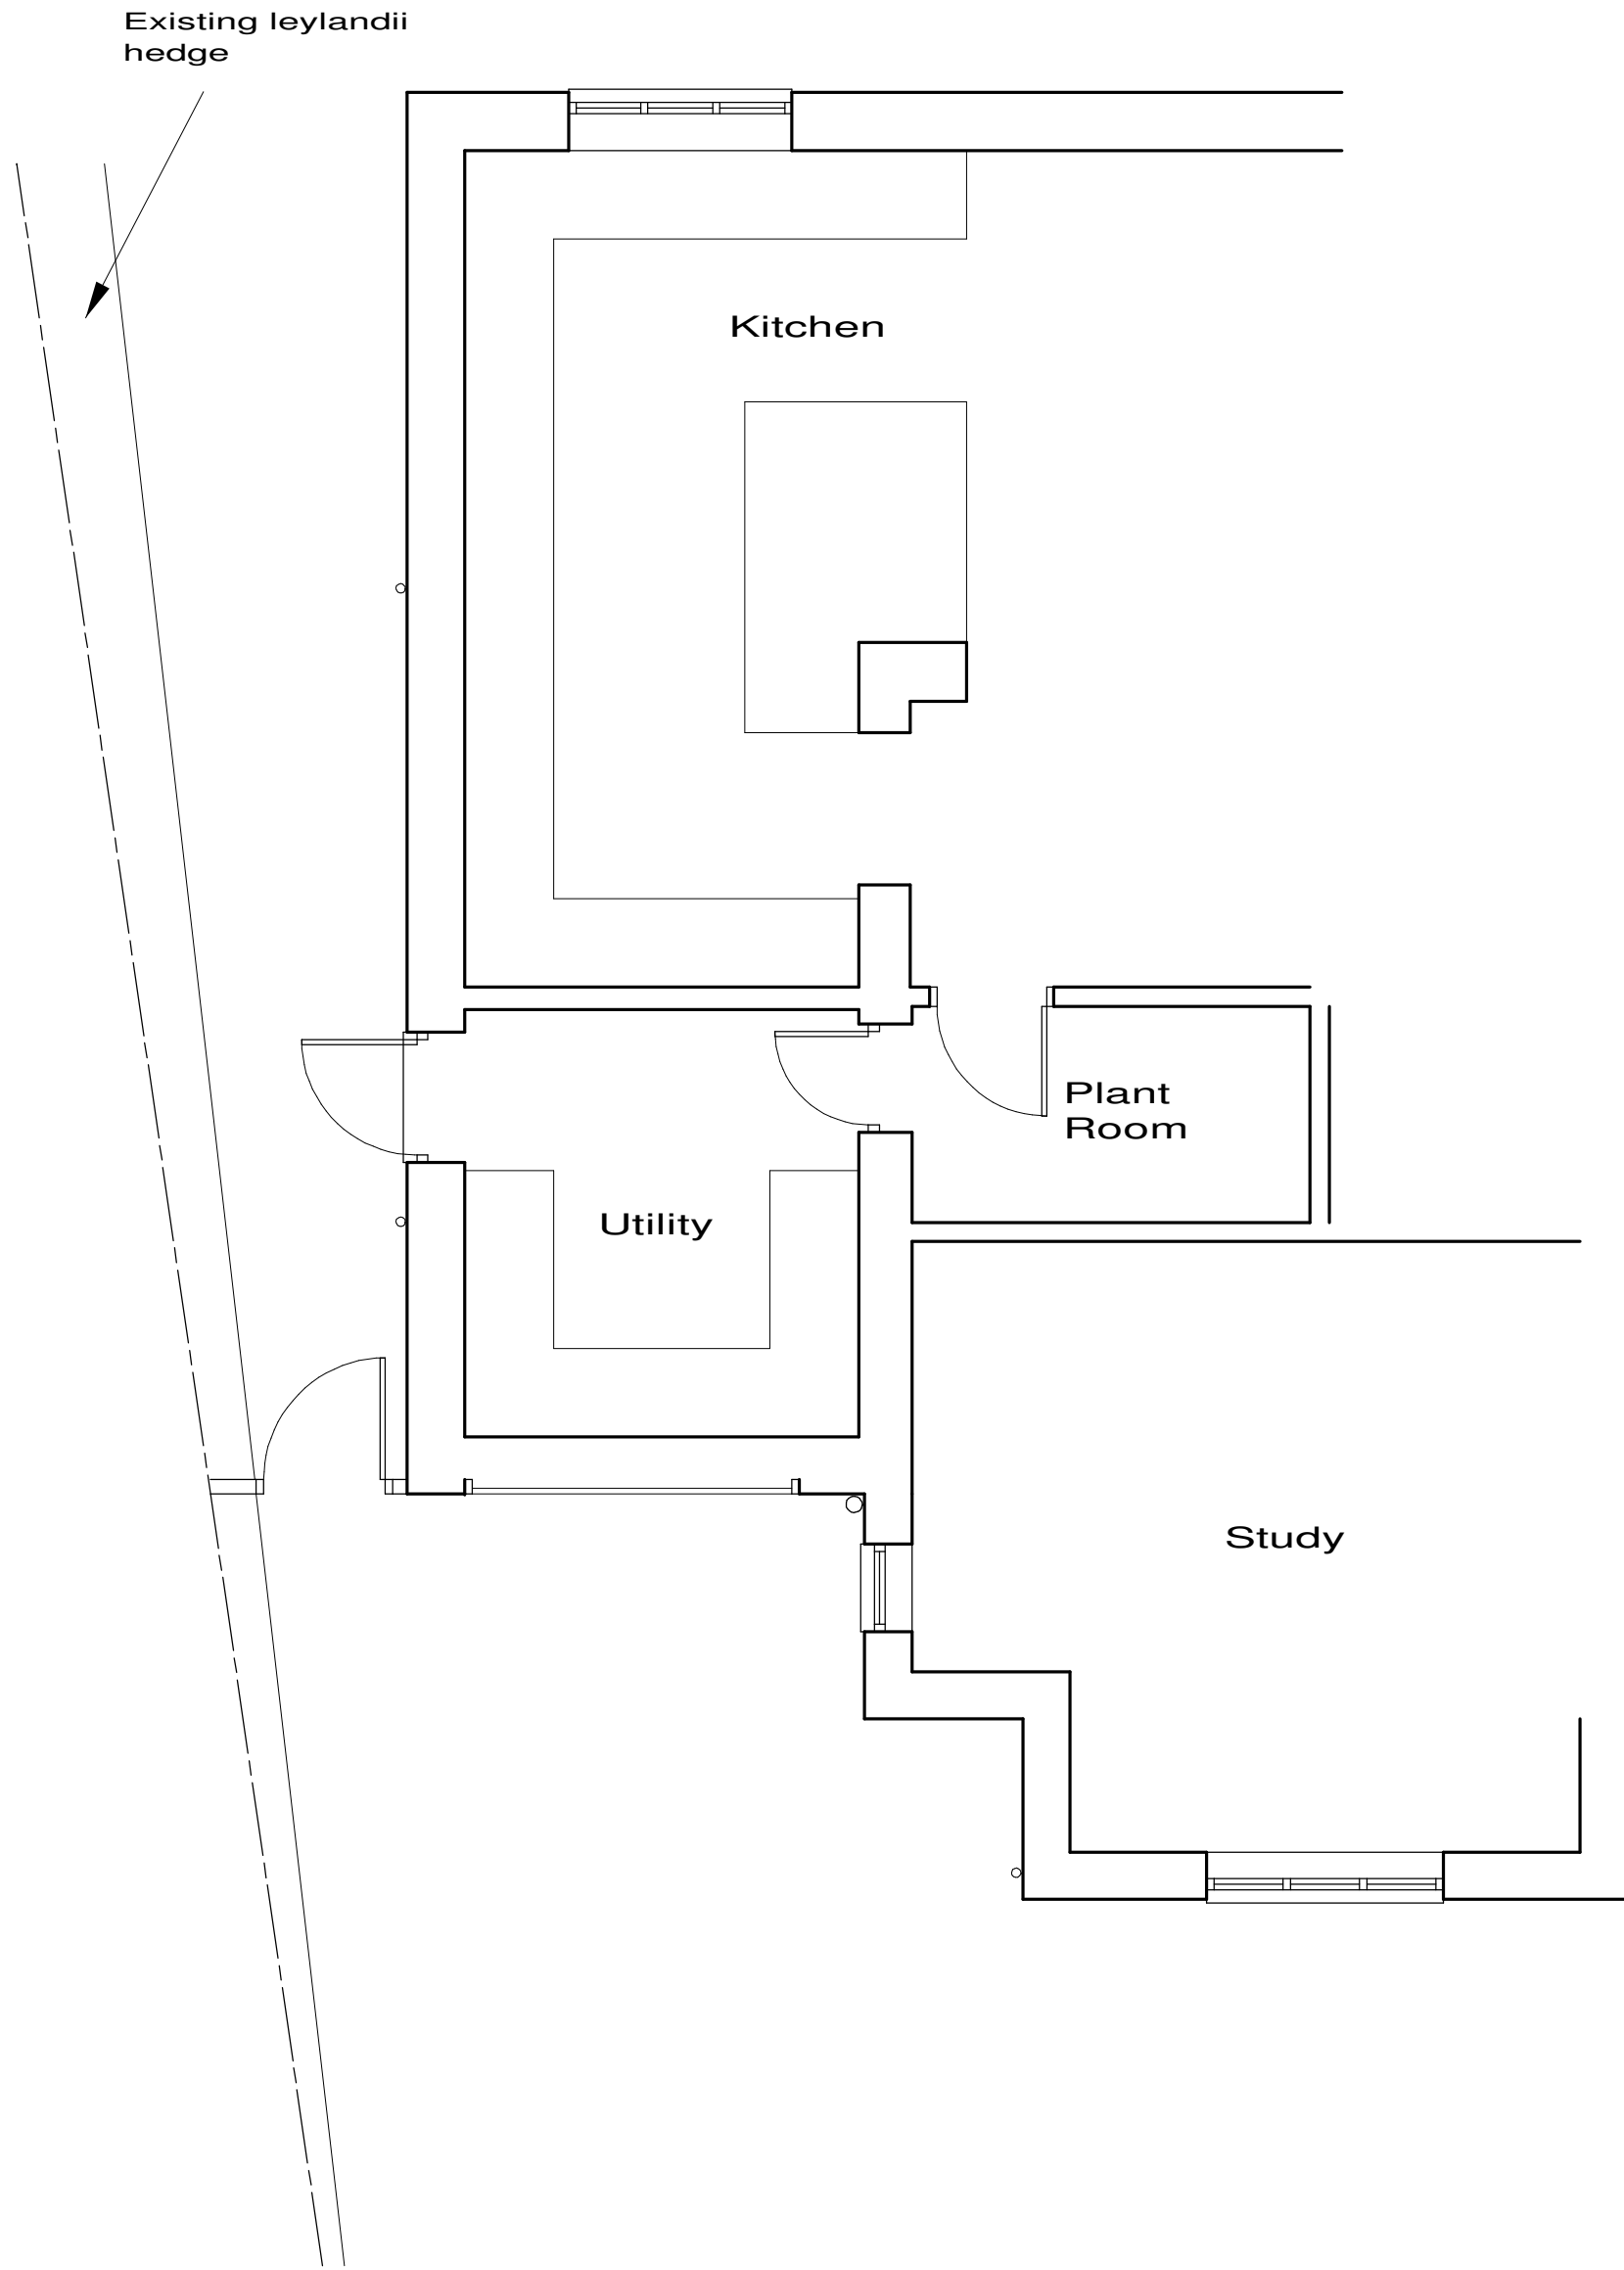 Existing leylandii
hedge
Kitchen
Plant
Room
Utility
Study